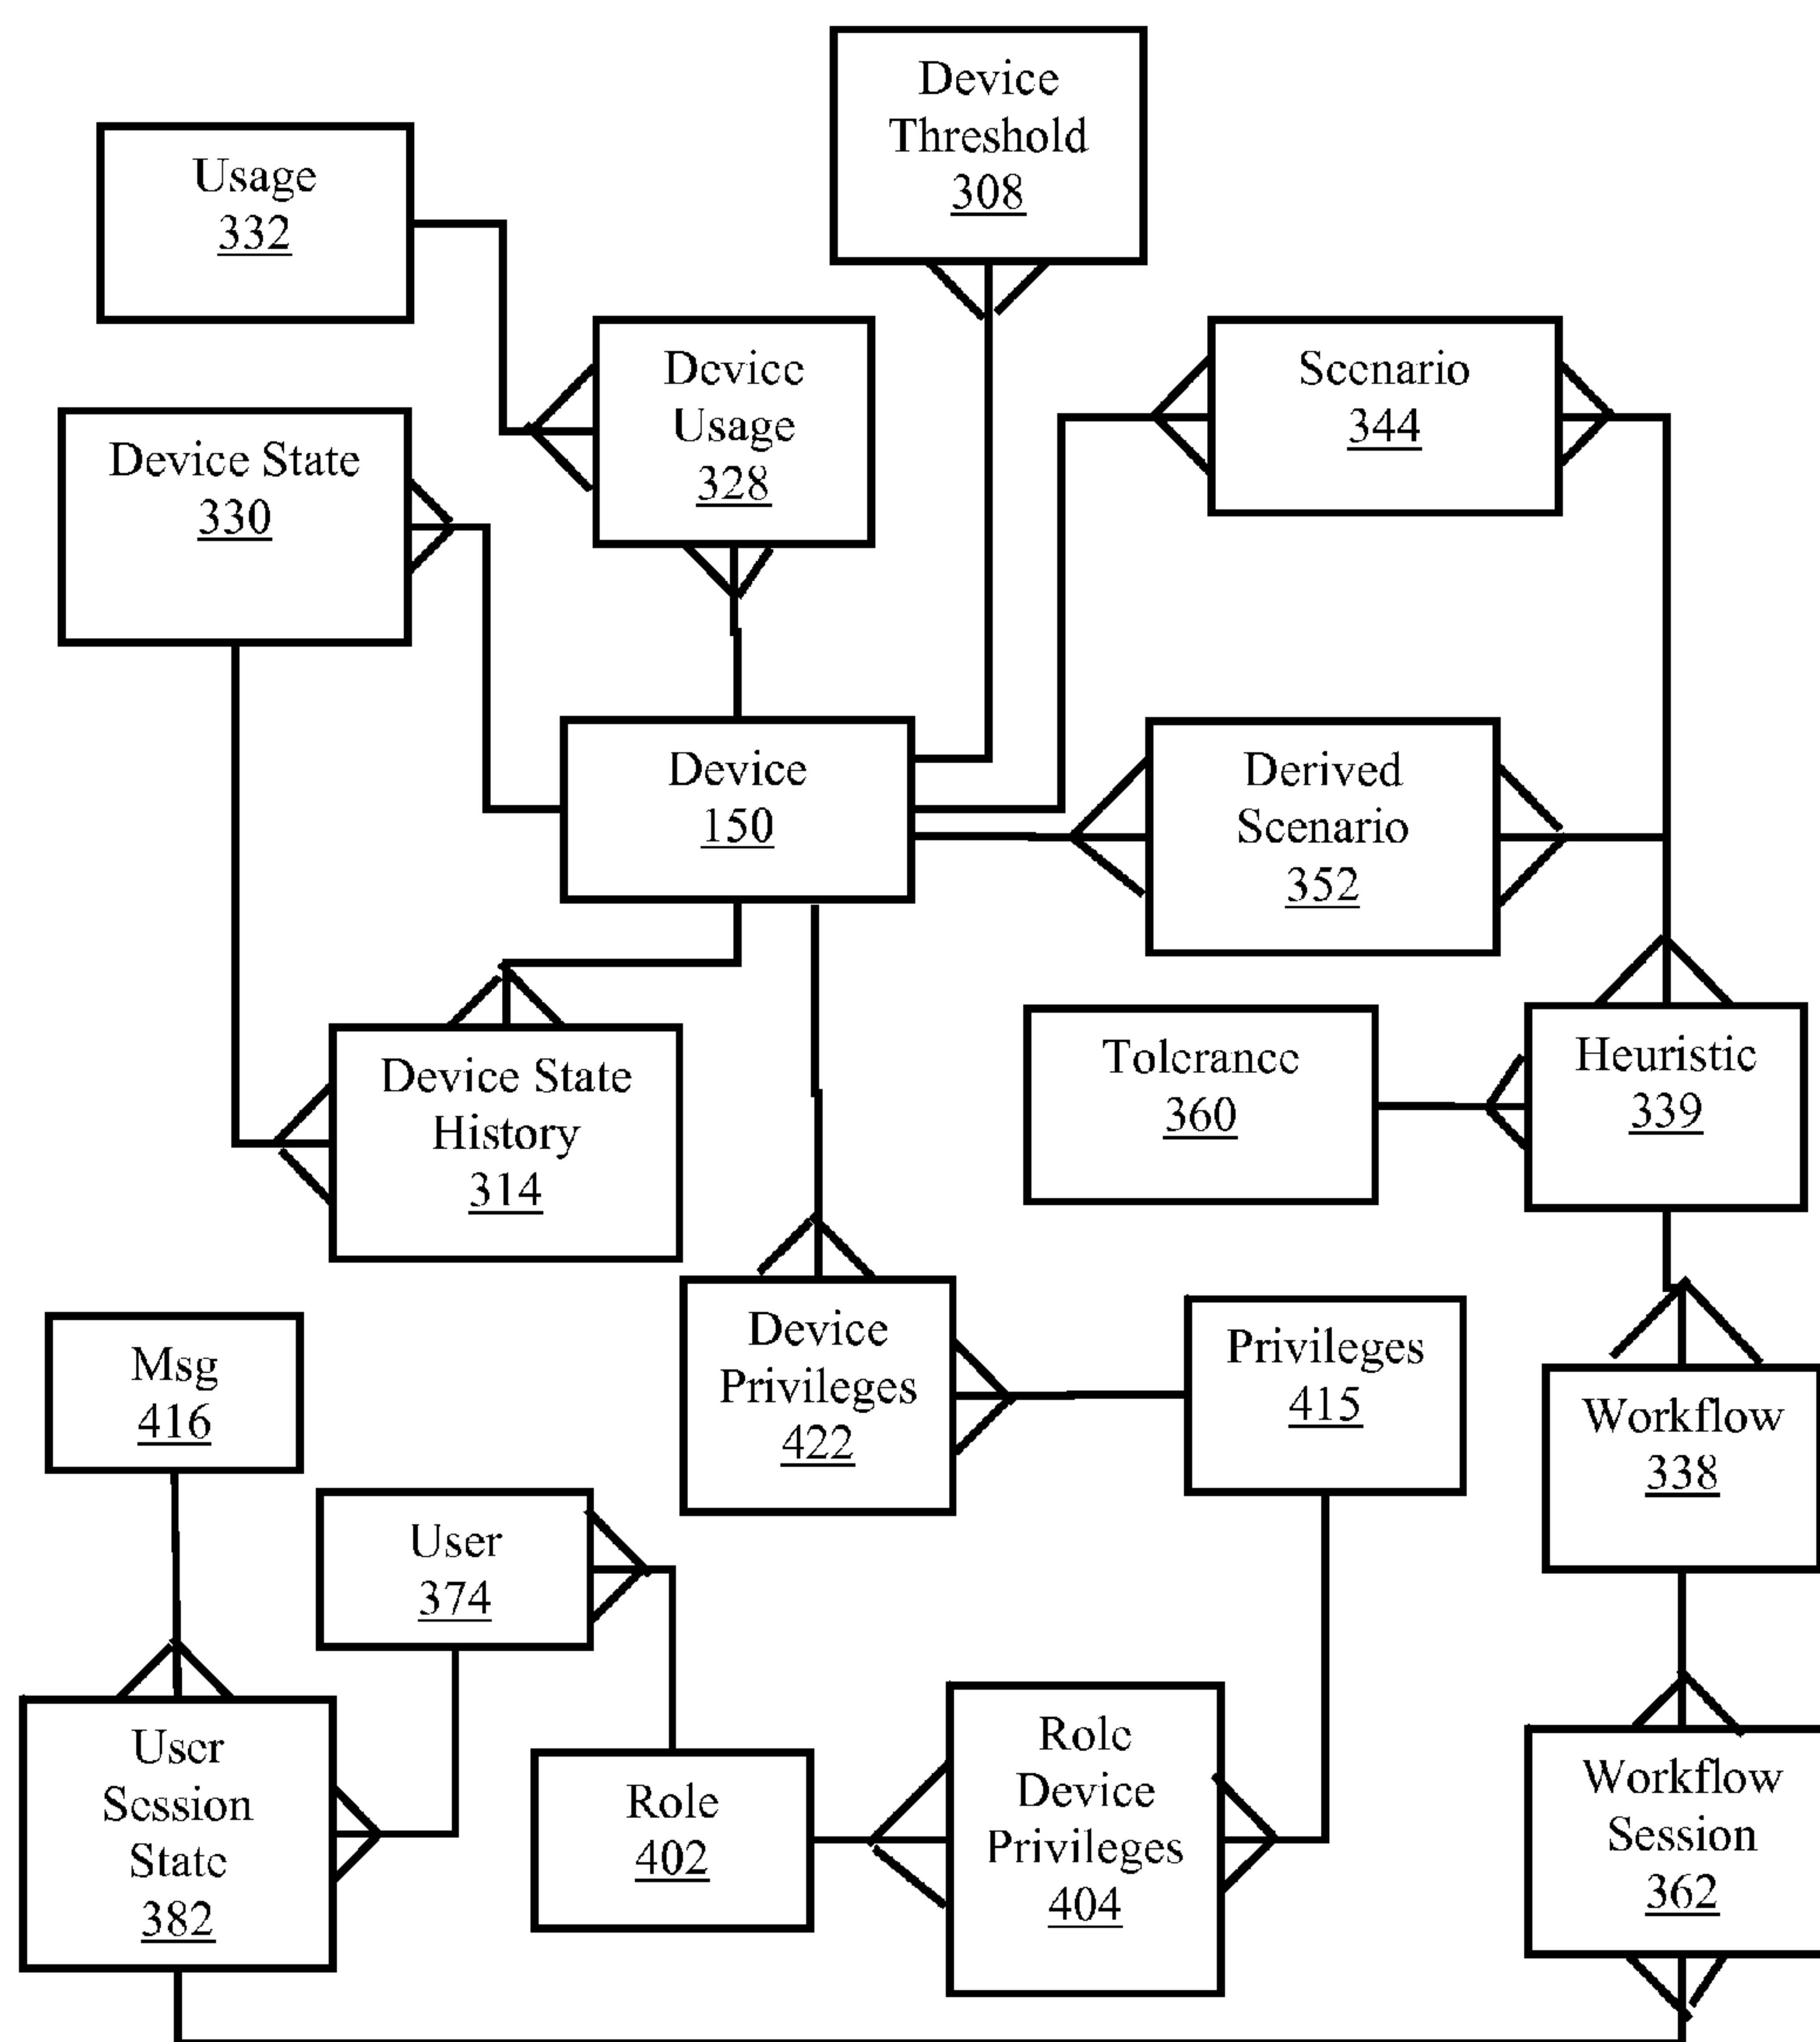 Device
Threshold
308
Usage
332
Device
Usage
328
Scenario
344
Device State
330
Device
150
Derived
Scenario
352
Device State
History
314
Tolerance
360
Heuristic
339
Device
Privileges
422
Privileges
415
Msg
416
Workflow
338
User
374
User
Session
State
382
Role
402
Role
Device
Privileges
404
Workflow
Session
362